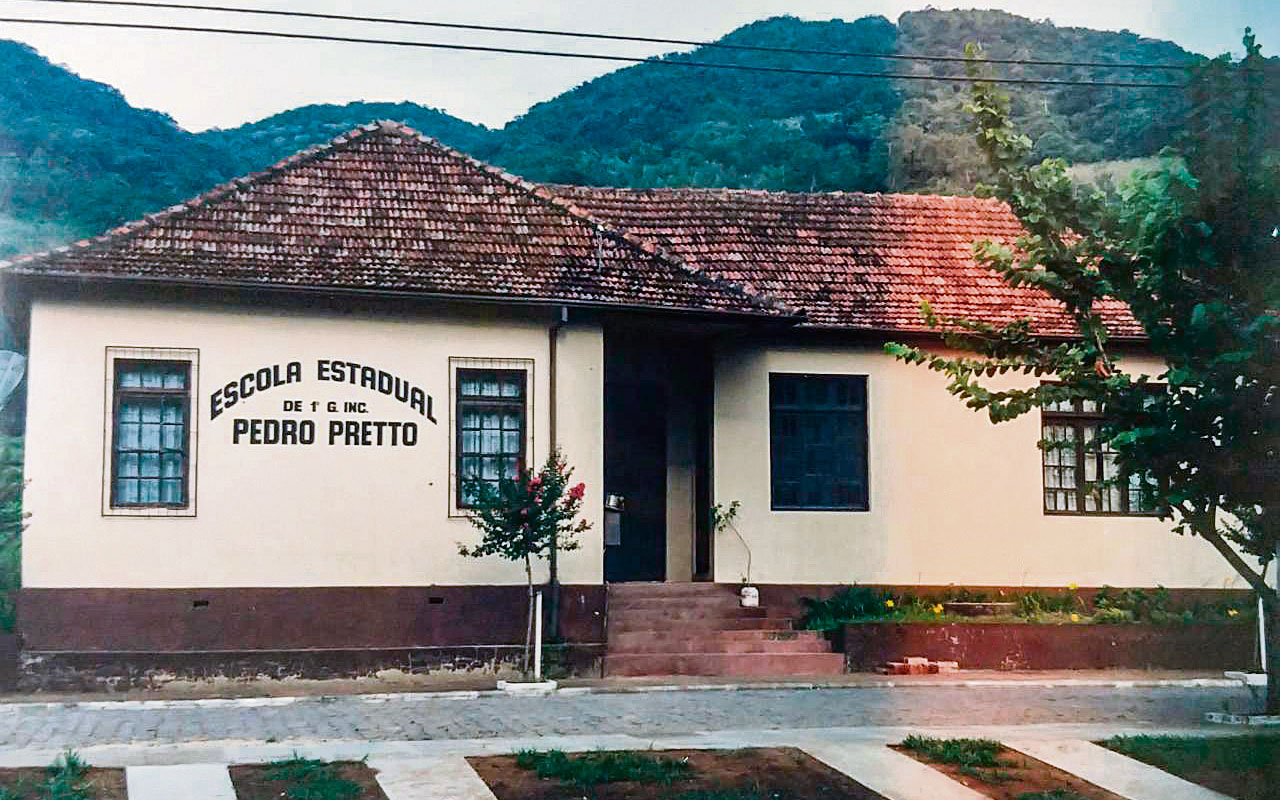 ESCOLA ESTADUAL
DE 1º G. INC.
PEDRO PRETTO